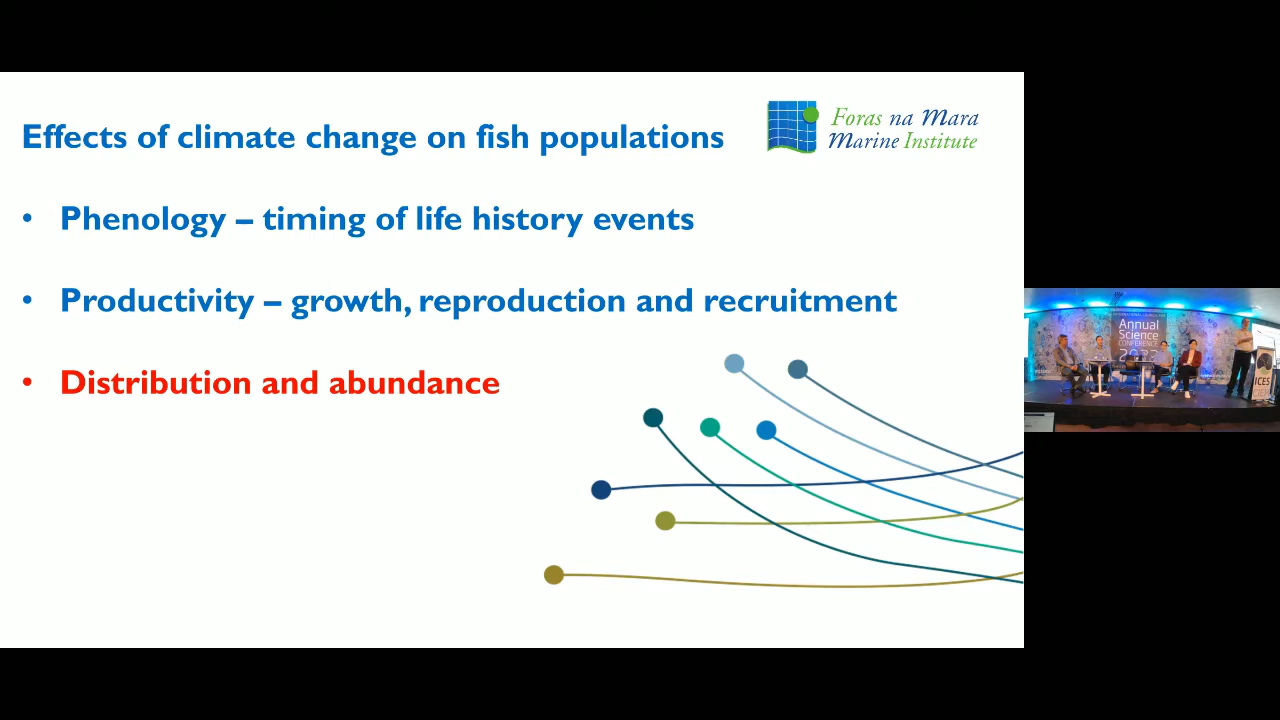 Effects of climate change on fish populations
Foras na Mara
Marine Institute
• Phenology – timing of life history events
• Productivity – growth, reproduction and recruitment
• Distribution and abundance
Annual
Science
CONFERENCE
ICES